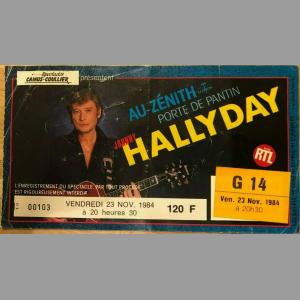 Spectacles
CAMUS-COULLIER
présentent
AU-ZÉNITH
PORTE DE PANTIN
JOHNNY
HALLYDAY
RTL
L'ENREGISTREMENT DU SPECTACLE, PAR TOUT PROCÉDÉ
EST RIGOUREUSEMENT INTERDIT
00103
VENDREDI 23 NOV. 1984
à 20 heures 30
120 F
G 14
Ven. 23 Nov. 1984
à 20h30